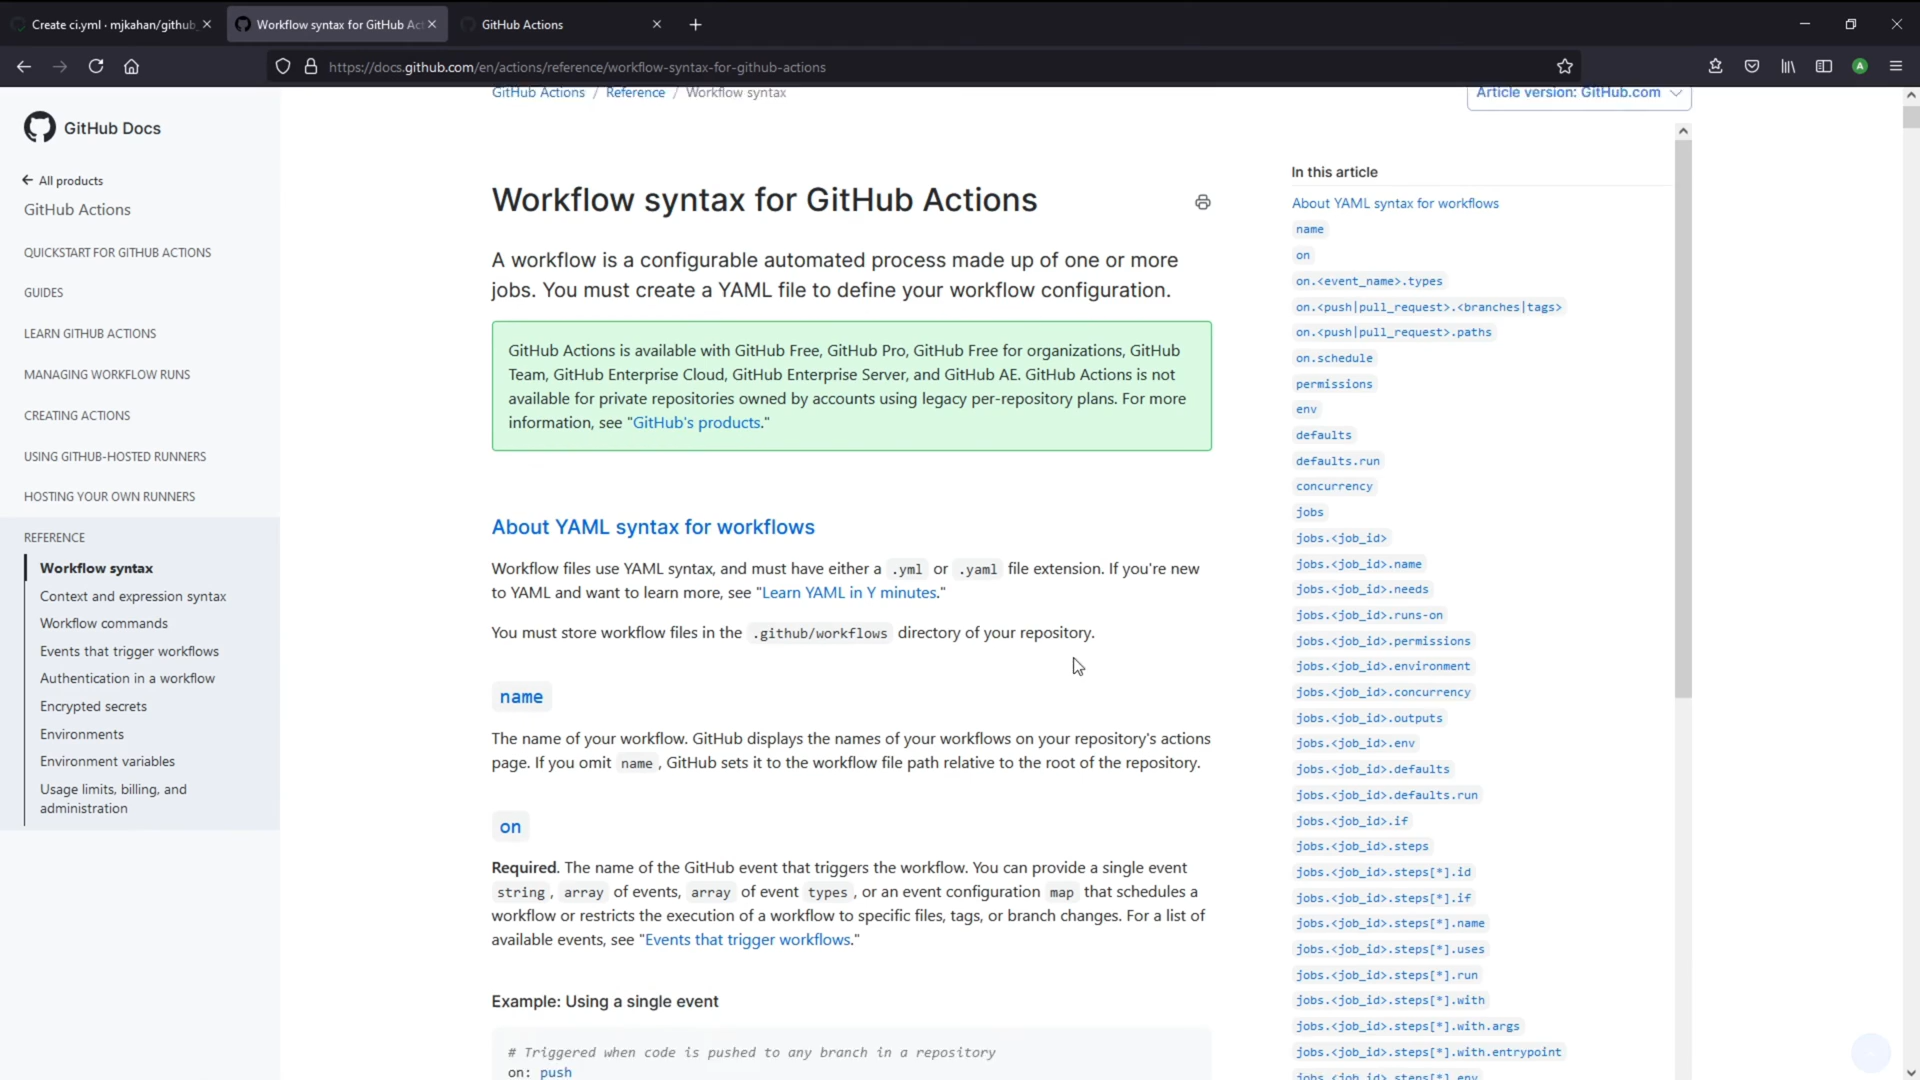 Create ci.yml · mjkahan/github_
Workflow syntax for GitHub Act
GitHub Actions
https://docs.github.com/en/actions/reference/workflow-syntax-for-github-actions
A
GitHub Docs
All products
GitHub Actions
QUICKSTART FOR GITHUB ACTIONS
GUIDES
LEARN GITHUB ACTIONS
MANAGING WORKFLOW RUNS
CREATING ACTIONS
USING GITHUB-HOSTED RUNNERS
HOSTING YOUR OWN RUNNERS
REFERENCE
Workflow syntax
Context and expression syntax
Workflow commands
Events that trigger workflows
Authentication in a workflow
Encrypted secrets
Environments
Environment variables
Usage limits, billing, and
administration
GitHub Actions / Reference / Workflow syntax
Article version: GitHub.com
Workflow syntax for GitHub Actions
A workflow is a configurable automated process made up of one or more
jobs. You must create a YAML file to define your workflow configuration.
GitHub Actions is available with GitHub Free, GitHub Pro, GitHub Free for organizations, GitHub
Team, GitHub Enterprise Cloud, GitHub Enterprise Server, and GitHub AE. GitHub Actions is not
available for private repositories owned by accounts using legacy per-repository plans. For more
information, see "GitHub's products."
About YAML syntax for workflows
Workflow files use YAML syntax, and must have either a .yml or .yaml file extension. If you're new
to YAML and want to learn more, see "Learn YAML in Y minutes."
You must store workflow files in the .github/workflows directory of your repository.
name
The name of your workflow. GitHub displays the names of your workflows on your repository's actions
page. If you omit name , GitHub sets it to the workflow file path relative to the root of the repository.
on
Required. The name of the GitHub event that triggers the workflow. You can provide a single event
string , array of events, array of event types , or an event configuration map that schedules a
workflow or restricts the execution of a workflow to specific files, tags, or branch changes. For a list of
available events, see "Events that trigger workflows."
Example: Using a single event
# Triggered when code is pushed to any branch in a repository
on: push
In this article
About YAML syntax for workflows
name
on
on.<event_name>.types
on.<push|pull_request>.<branches|tags>
on.<push|pull_request>.paths
on.schedule
permissions
env
defaults
defaults.run
concurrency
jobs
jobs.<job_id>
jobs.<job_id>.name
jobs.<job_id>.needs
jobs.<job_id>.runs-on
jobs.<job_id>.permissions
jobs.<job_id>.environment
jobs.<job_id>.concurrency
jobs.<job_id>.outputs
jobs.<job_id>.env
jobs.<job_id>.defaults
jobs.<job_id>.defaults.run
jobs.<job_id>.if
jobs.<job_id>.steps
jobs.<job_id>.steps[*].id
jobs.<job_id>.steps[*].if
jobs.<job_id>.steps[*].name
jobs.<job_id>.steps[*].uses
jobs.<job_id>.steps[*].run
jobs.<job_id>.steps[*].with
jobs.<job_id>.steps[*].with.args
jobs.<job_id>.steps[*].with.entrypoint
jobs.<job_id>.steps[*].env